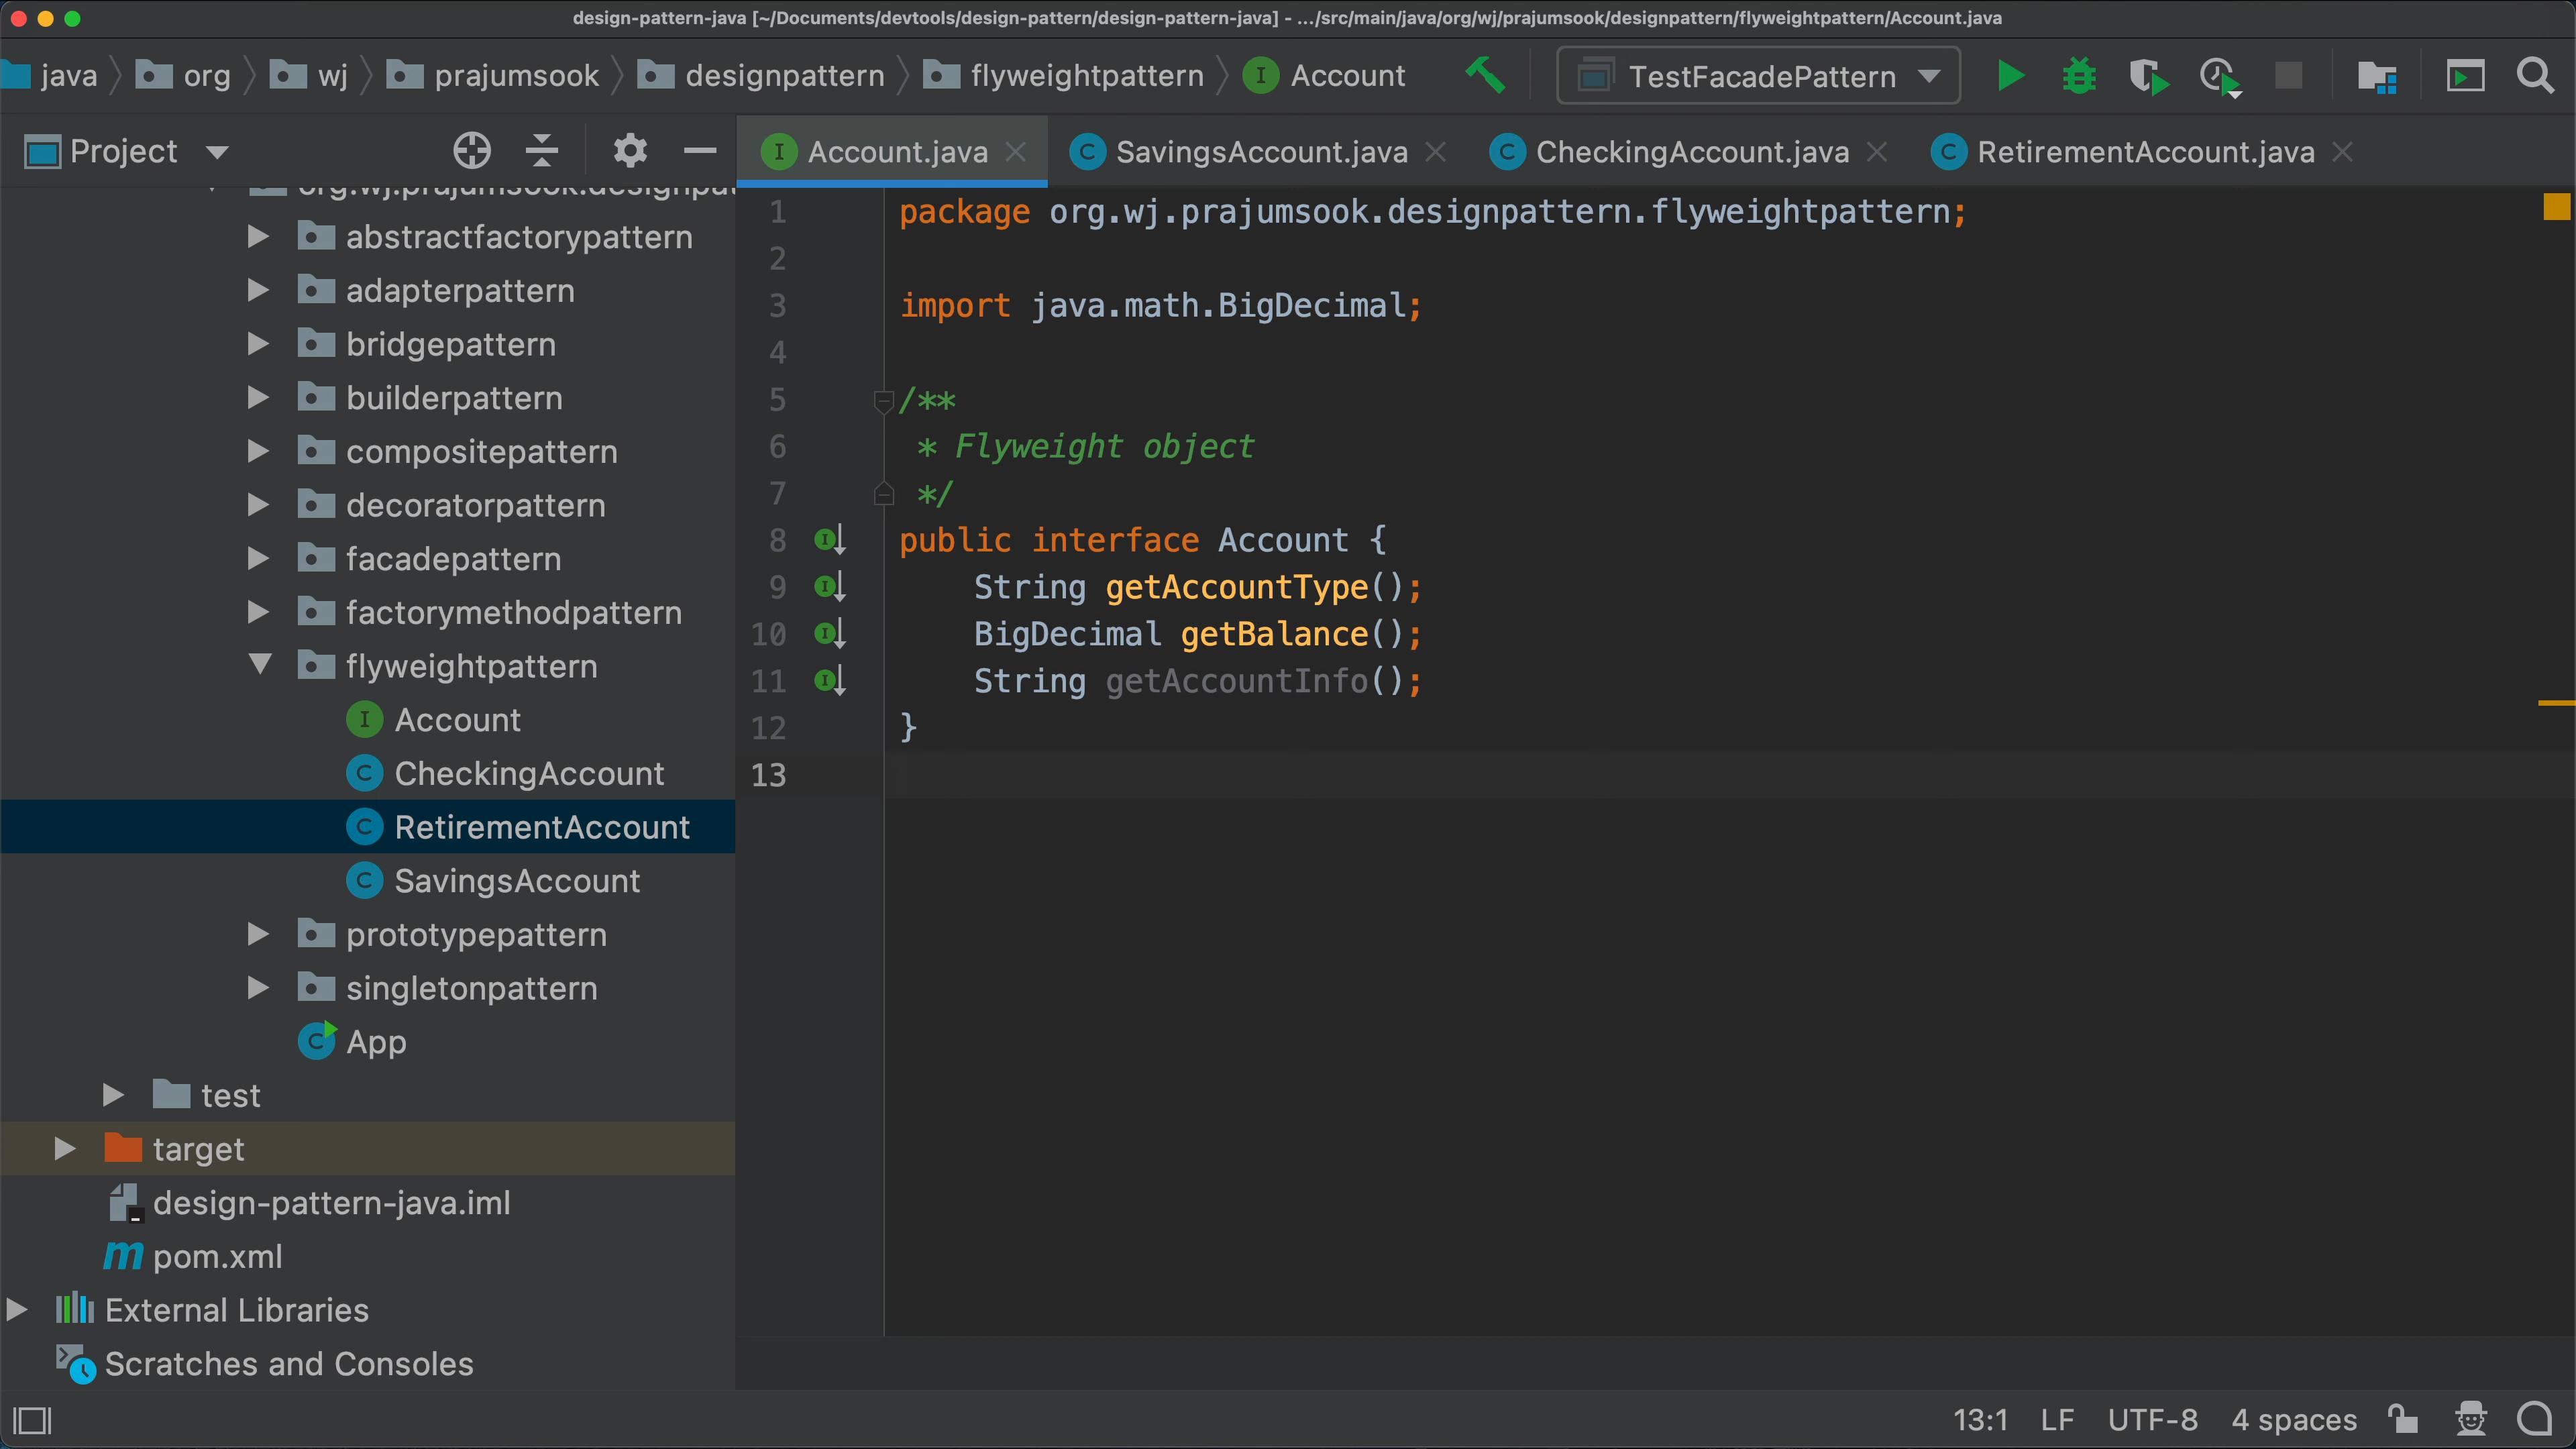 design-pattern-java [~/Documents/devtools/design-pattern/design-pattern-java] - .../src/main/java/org/wj/prajumsook/designpattern/flyweightpattern/Account.java
java org wj prajumsook designpattern flyweightpattern I Account TestFacadePattern
Project
I Account.java C SavingsAccount.java C CheckingAccount.java C RetirementAccount.java
org.wj.prajumsook.designpat
abstractfactorypattern
adapterpattern
bridgepattern
builderpattern
compositepattern
decoratorpattern
facadepattern
factorymethodpattern
flyweightpattern
I Account
C CheckingAccount
C RetirementAccount
C SavingsAccount
prototypepattern
singletonpattern
C App
test
target
design-pattern-java.iml
m pom.xml
External Libraries
Scratches and Consoles
1 package org.wj.prajumsook.designpattern.flyweightpattern;
2
3 import java.math.BigDecimal;
4
5 /**
6 * Flyweight object
7 */
8 public interface Account {
9 String getAccountType();
10 BigDecimal getBalance();
11 String getAccountInfo();
12 }
13
13:1 LF UTF-8 4 spaces